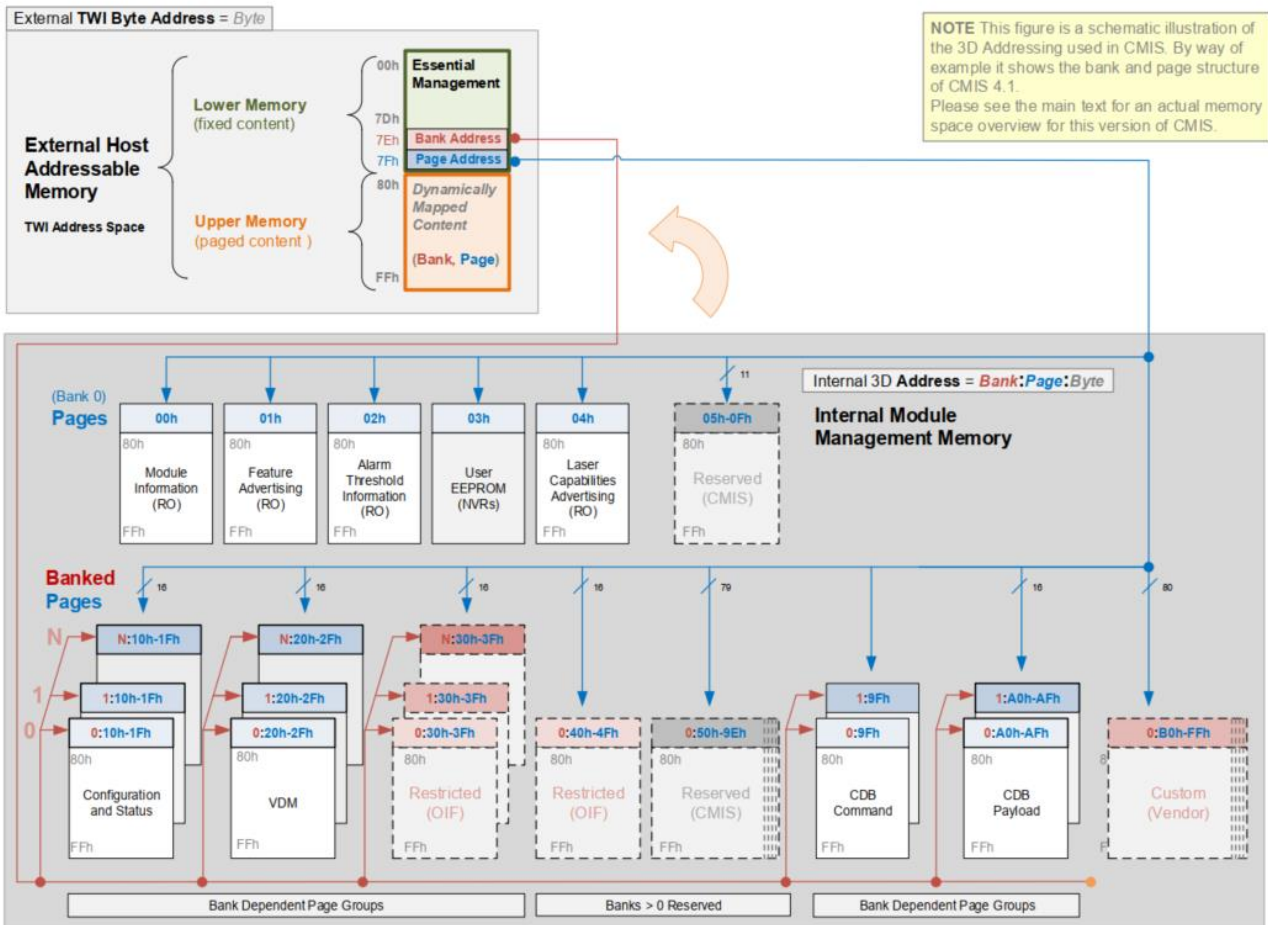 External TWI Byte Address = Byte
NOTE This figure is a schematic illustration of
the 3D Addressing used in CMIS. By way of
example it shows the bank and page structure
of CMIS 4.1.
Please see the main text for an actual memory
space overview for this version of CMIS.
External Host
Addressable
Memory
TWI Address Space
Lower Memory
(fixed content)
Upper Memory
(paged content )
00h
7Dh
7Eh
7Fh
80h
FFh
Essential
Management
Bank Address
Page Address
Dynamically
Mapped
Content
(Bank, Page)
Internal 3D Address = Bank:Page:Byte
Internal Module
Management Memory
(Bank 0)
Pages
11
00h
80h
Module
Information
(RO)
FFh
01h
80h
Feature
Advertising
(RO)
FFh
02h
80h
Alarm
Threshold
Information
(RO)
FFh
03h
User
EEPROM
(NVRs)
04h
80h
Laser
Capabilities
Advertising
(RO)
FFh
05h-0Fh
80h
Reserved
(CMIS)
FFh
Banked
Pages
16
16
16
16
79
16
80
N
1
0
N:10h-1Fh
1:10h-1Fh
0:10h-1Fh
80h
Configuration
and Status
FFh
N:20h-2Fh
1:20h-2Fh
0:20h-2Fh
80h
VDM
FFh
N:30h-3Fh
1:30h-3Fh
0:30h-3Fh
80h
Restricted
(OIF)
FFh
0:40h-4Fh
80h
Restricted
(OIF)
FFh
0:50h-9Eh
80h
Reserved
(CMIS)
FFh
1:9Fh
0:9Fh
80h
CDB
Command
FFh
1:A0h-AFh
0:A0h-AFh
80h
CDB
Payload
FFh
0:B0h-FFh
8
Custom
(Vendor)
F
Bank Dependent Page Groups
Banks > 0 Reserved
Bank Dependent Page Groups